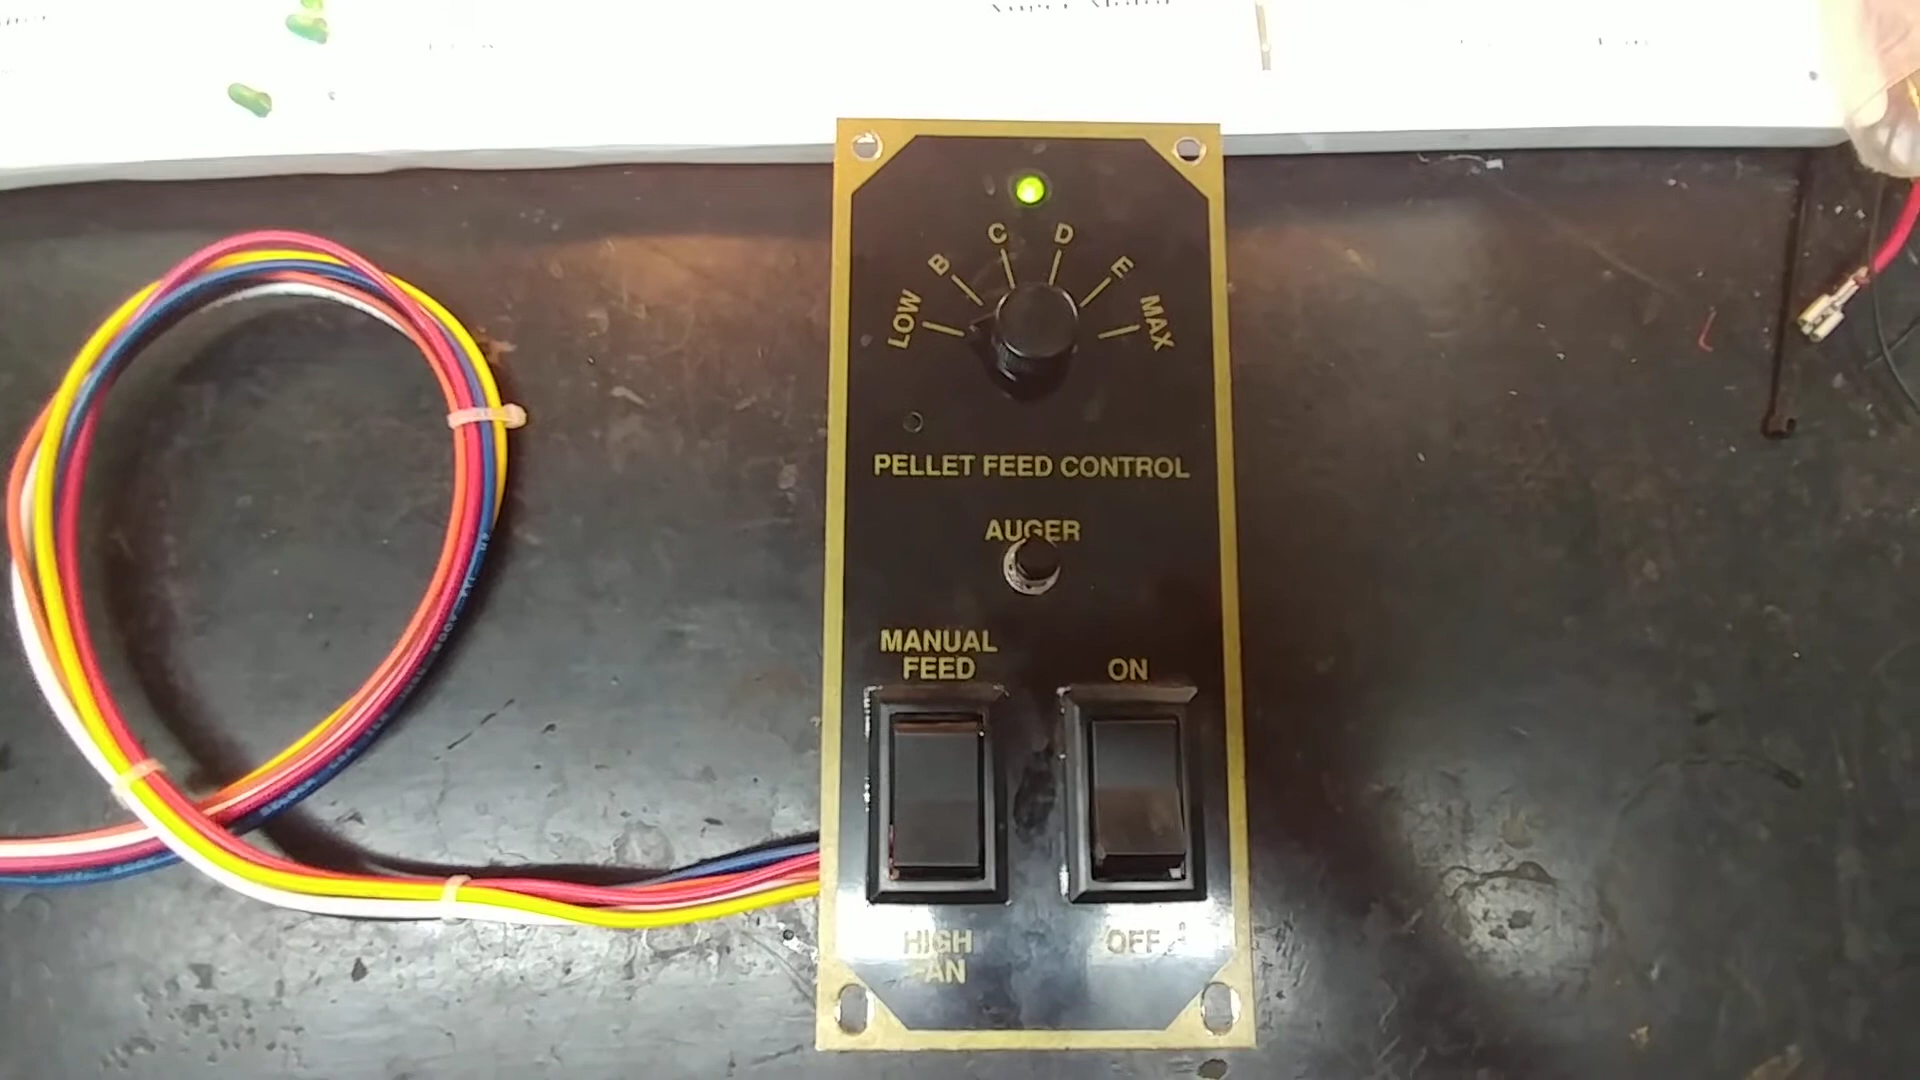 C D
B E
LOW MAX
PELLET FEED CONTROL
AUGER
MANUAL
FEED
ON
HIGH
FAN
OFF